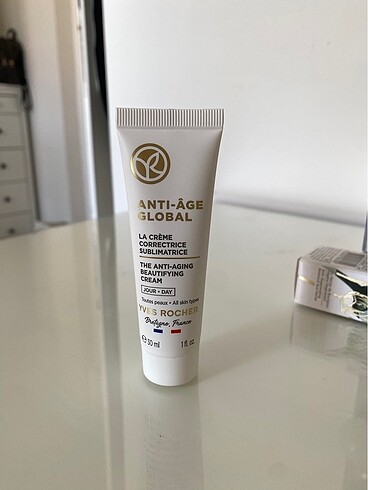 ANTI-ÂGE
GLOBAL
LA CRÈME
CORRECTRICE
SUBLIMATRICE
THE ANTI-AGING
BEAUTIFYING
CREAM
JOUR • DAY
Toutes peaux • All skin types
YVES ROCHER
Bretagne, France
℮ 30 ml 1 fl. oz.